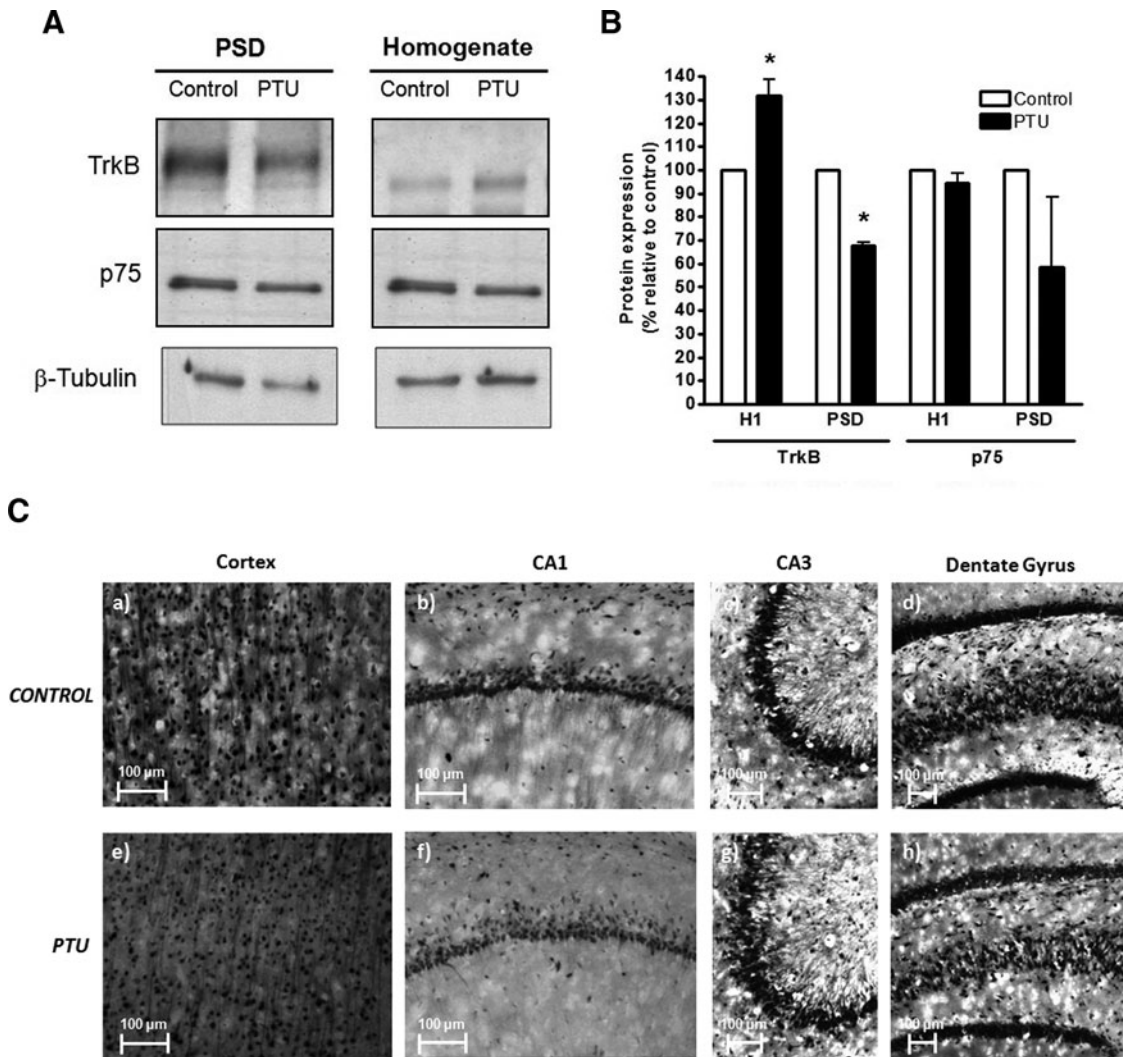 A
PSD
Homogenate
Control PTU
Control PTU
TrkB
p75
β-Tubulin
B
Protein expression
(% relative to control)
140
130
120
110
100
90
80
70
60
50
40
30
20
10
0
*
*
Control
PTU
H1 PSD H1 PSD
TrkB p75
C
Cortex CA1 CA3 Dentate Gyrus
CONTROL
a) b) c) d)
100 µm 100 µm 100 µm 100 µm
PTU
e) f) g) h)
100 µm 100 µm 100 µm 100 µm